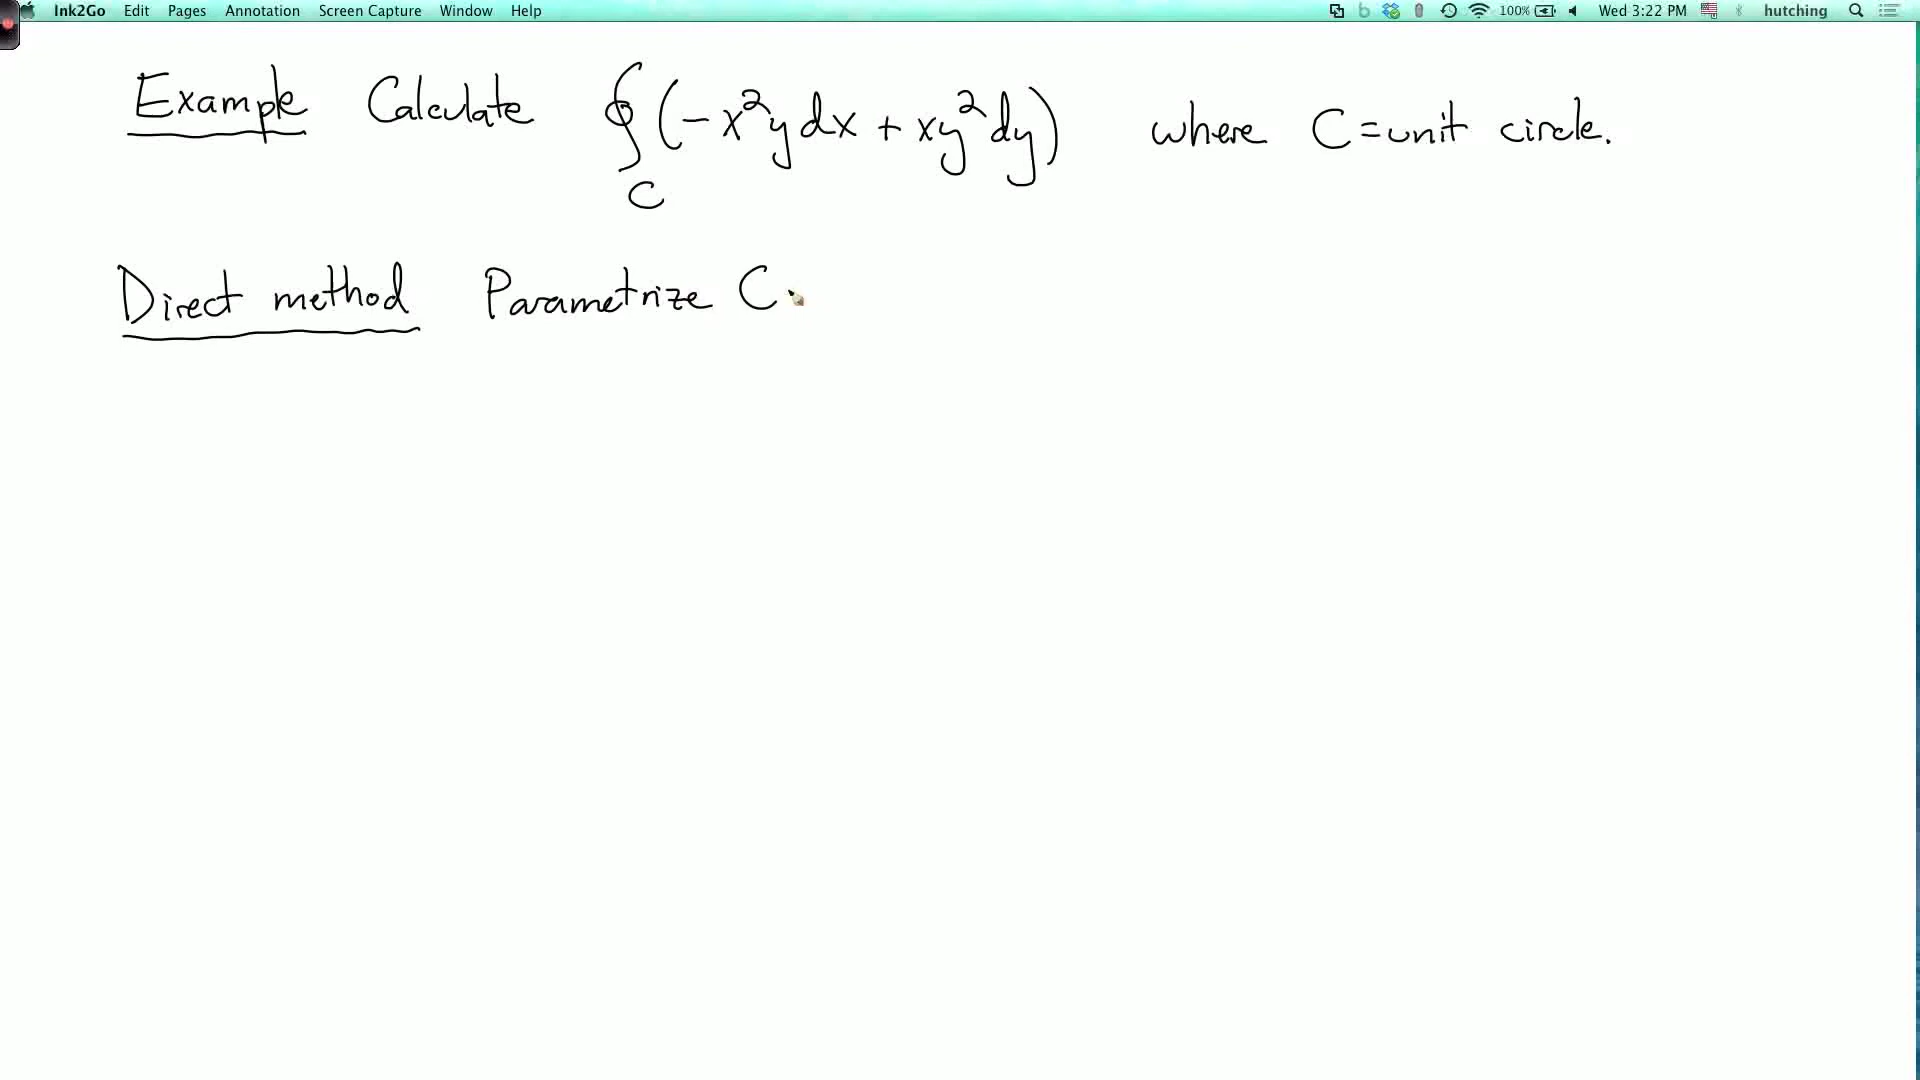 Ink2Go Edit Pages Annotation Screen Capture Window Help 100% Wed 3:22 PM hutching
Example Calculate ∮_C (-x²y dx + xy² dy) where C = unit circle.
Direct method Parametrize C